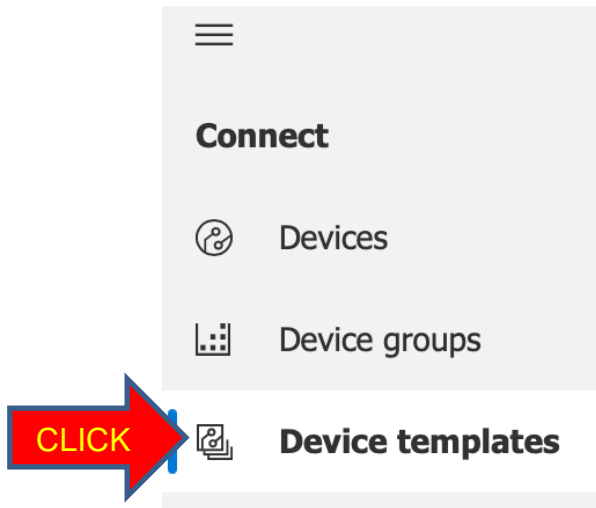 Connect
Devices
Device groups
CLICK
Device templates